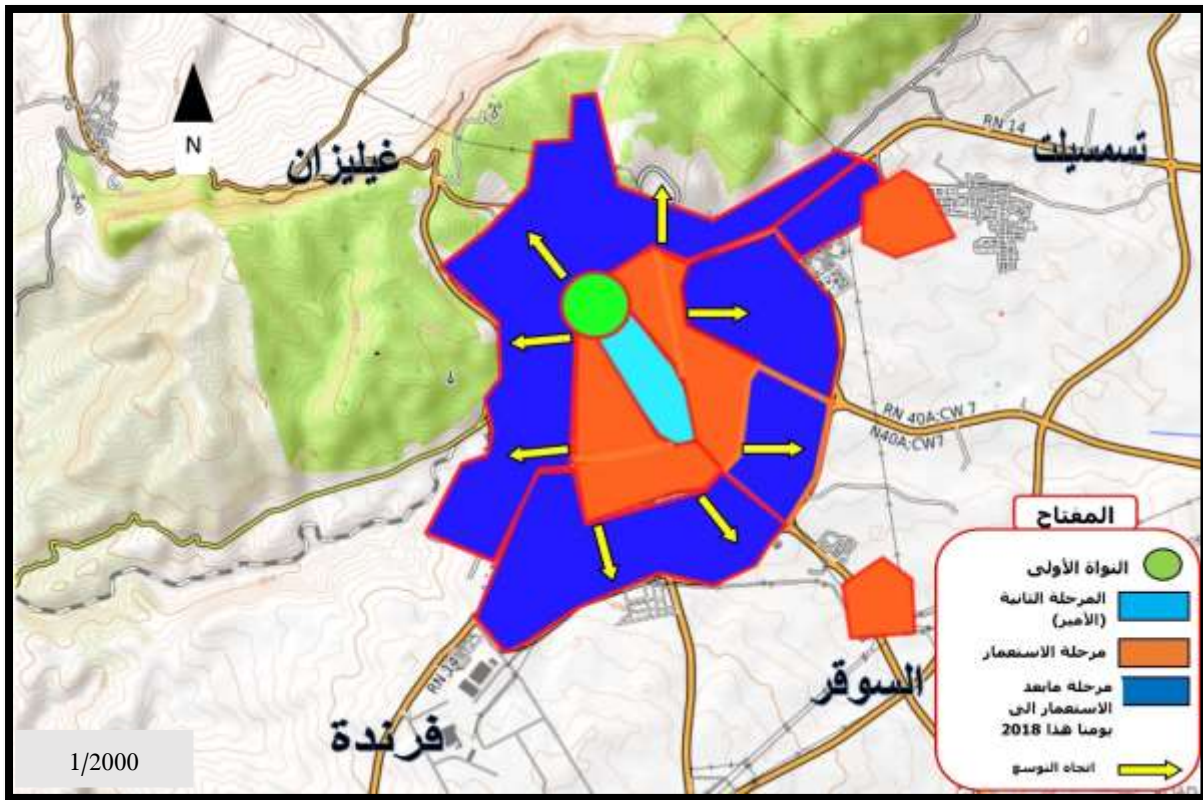 RN 14
تسمسيلت
N
غيليزان
RN 40A;CW 7
N40A;CW7
المفتاح
النواة الأولى
المرحلة الثانية
(الأمير)
مرحلة الاستعمار
مرحلة مابعد
الاستعمار الى
يومنا هذا 2018
اتجاه التوسع
السوقر
RN 14
فرندة
1/2000